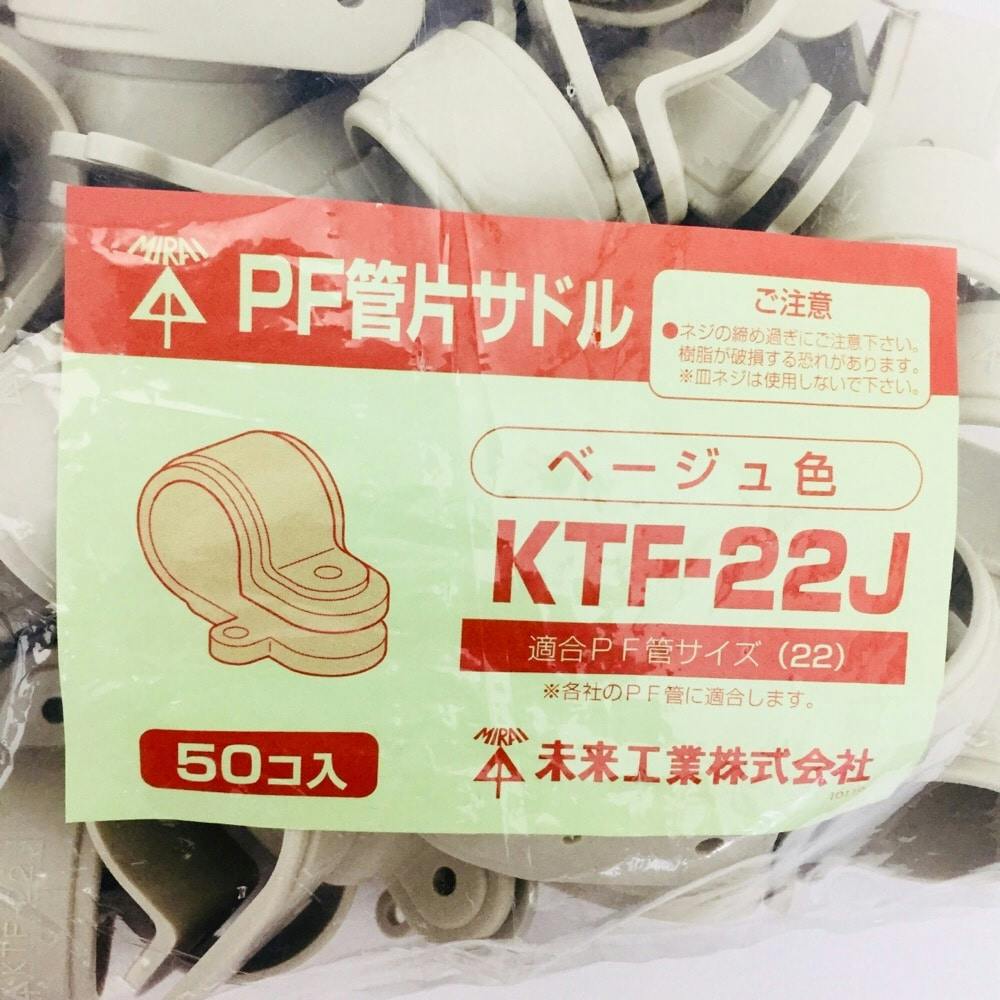 MIRAI
PF管片サドル
ご注意
●ネジの締め過ぎにご注意下さい。
樹脂が破損する恐れがあります。
※皿ネジは使用しないで下さい。
ベージュ色
KTF-22J
適合PF管サイズ (22)
※各社のPF管に適合します。
50コ入
MIRAI
未来工業株式会社